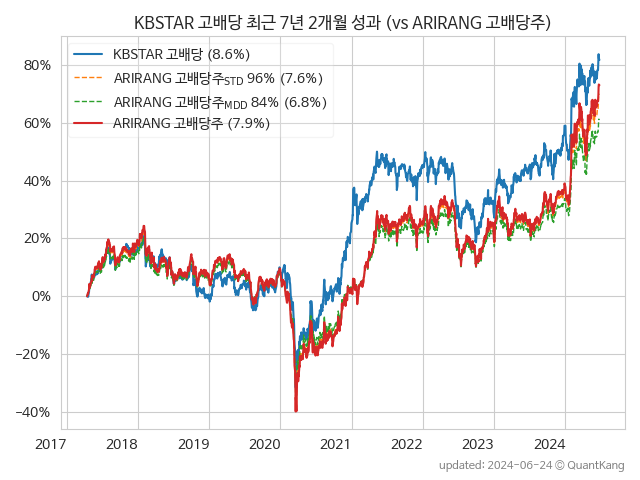 KBSTAR 고배당 최근 7년 2개월 성과 (vs ARIRANG 고배당주)
KBSTAR 고배당 (8.6%)
ARIRANG 고배당주STD 96% (7.6%)
ARIRANG 고배당주MDD 84% (6.8%)
ARIRANG 고배당주 (7.9%)
80%
60%
40%
20%
0%
−20%
−40%
2017 2018 2019 2020 2021 2022 2023 2024
updated: 2024-06-24 © QuantKang